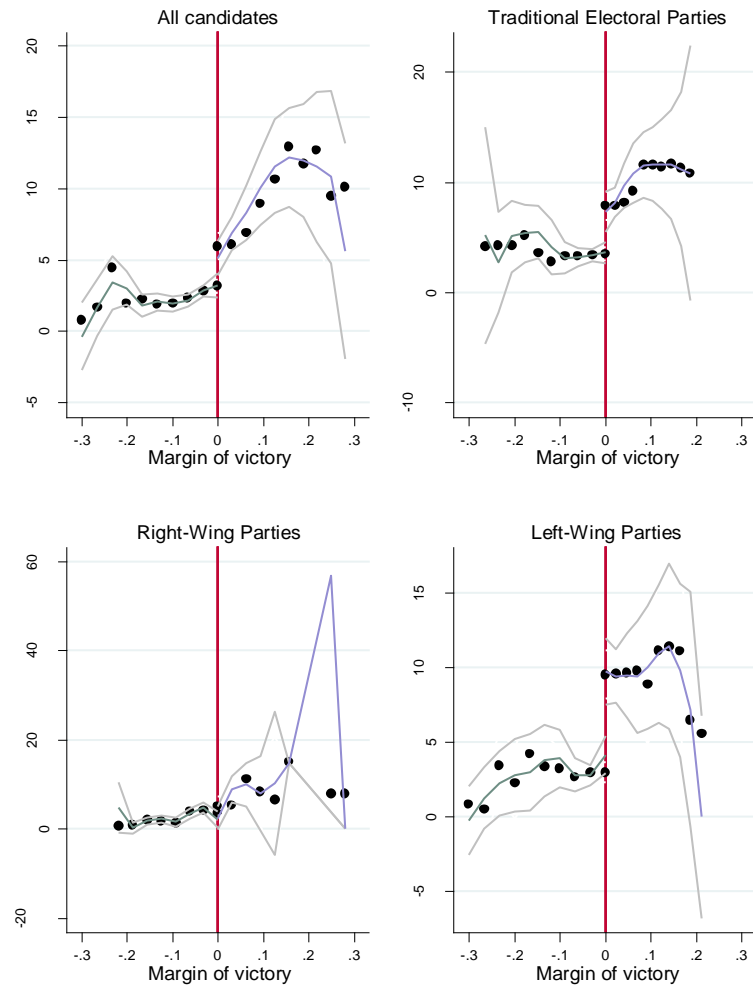 All candidates
20
15
10
5
0
-5
-.3 -.2 -.1 0 .1 .2 .3
Margin of victory
Traditional Electoral Parties
20
10
0
-10
-.3 -.2 -.1 0 .1 .2 .3
Margin of victory
Right-Wing Parties
60
40
20
0
-20
-.3 -.2 -.1 0 .1 .2 .3
Margin of victory
Left-Wing Parties
15
10
5
0
-5
-.3 -.2 -.1 0 .1 .2 .3
Margin of victory